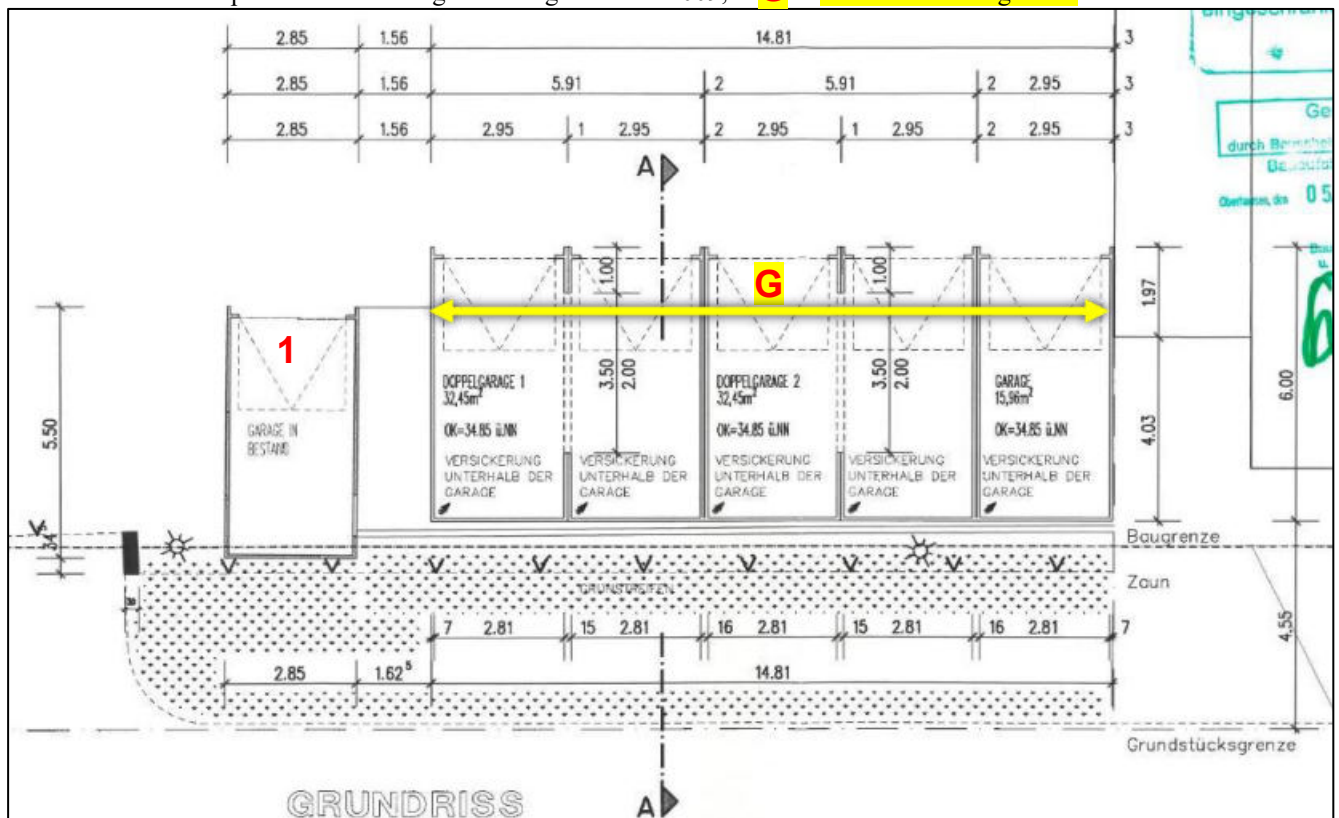 G
2.85 1.56 14.81 3
2.85 1.56 5.91 2 5.91 2 2.95 3
2.85 1.56 2.95 1 2.95 2 2.95 1 2.95 2 2.95 3
Ge
durch
Oberhausen, den 05
A
1.00 1.00
G
1.97
1
6
3.50
2.00
3.50
2.00
6.00
5.50
4.03
DOPPELGARAGE 1
32,45m²
DOPPELGARAGE 2
32,45m²
GARAGE
15,96m²
OK=34.85 ü.NN OK=34.85 ü.NN OK=34.85 ü.NN
GARAGE IN
BESTAND
VERSICKERUNG VERSICKERUNG VERSICKERUNG VERSICKERUNG VERSICKERUNG
UNTERHALB DER UNTERHALB DER UNTERHALB DER UNTERHALB DER UNTERHALB DER
GARAGE GARAGE GARAGE GARAGE GARAGE
Baugrenze
Zaun
GRÜNSTREIFEN
7 2.81 15 2.81 16 2.81 15 2.81 16 2.81 7
4.55
2.85 1.62⁵ 14.81
Grundstücksgrenze
GRUNDRISS
A